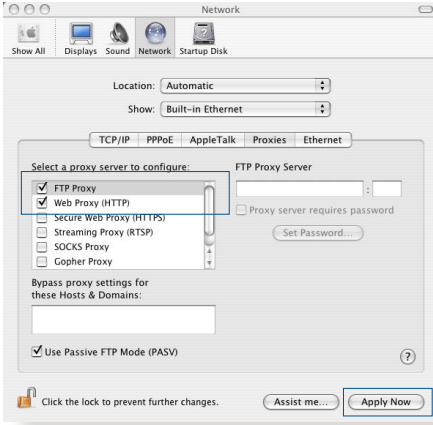 Network
Show All Displays Sound Network Startup Disk
Location: Automatic
Show: Built-in Ethernet
TCP/IP PPPoE AppleTalk Proxies Ethernet
Select a proxy server to configure: FTP Proxy Server
FTP Proxy
Web Proxy (HTTP) :
Secure Web Proxy (HTTPS) Proxy server requires password
Streaming Proxy (RTSP) Set Password...
SOCKS Proxy
Gopher Proxy
Bypass proxy settings for
these Hosts & Domains:
Use Passive FTP Mode (PASV) ?
Click the lock to prevent further changes. Assist me... Apply Now